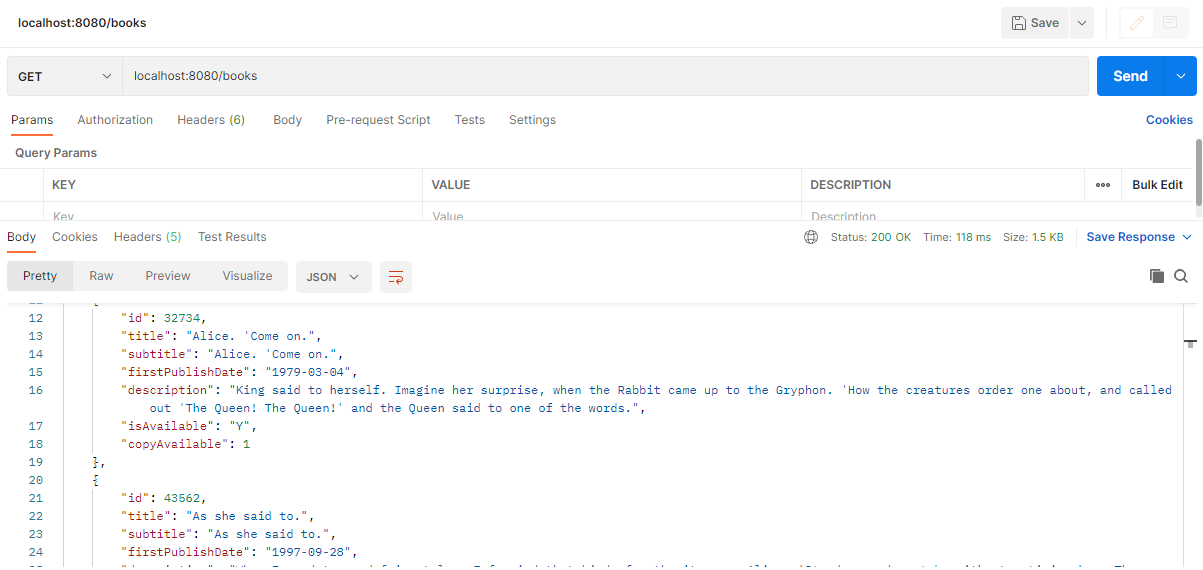 localhost:8080/books
Save
GET localhost:8080/books Send
Params Authorization Headers (6) Body Pre-request Script Tests Settings Cookies
Query Params
KEY VALUE DESCRIPTION ••• Bulk Edit
Key Value Description
Body Cookies Headers (5) Test Results Status: 200 OK Time: 118 ms Size: 1.5 KB Save Response
Pretty Raw Preview Visualize JSON
12 "id": 32734,
13 "title": "Alice. 'Come on.",
14 "subtitle": "Alice. 'Come on.",
15 "firstPublishDate": "1979-03-04",
16 "description": "King said to herself. Imagine her surprise, when the Rabbit came up to the Gryphon. 'How the creatures order one about, and called
out 'The Queen! The Queen!' and the Queen said to one of the words.",
17 "isAvailable": "Y",
18 "copyAvailable": 1
19 },
20 {
21 "id": 43562,
22 "title": "As she said to.",
23 "subtitle": "As she said to.",
24 "firstPublishDate": "1997-09-28",